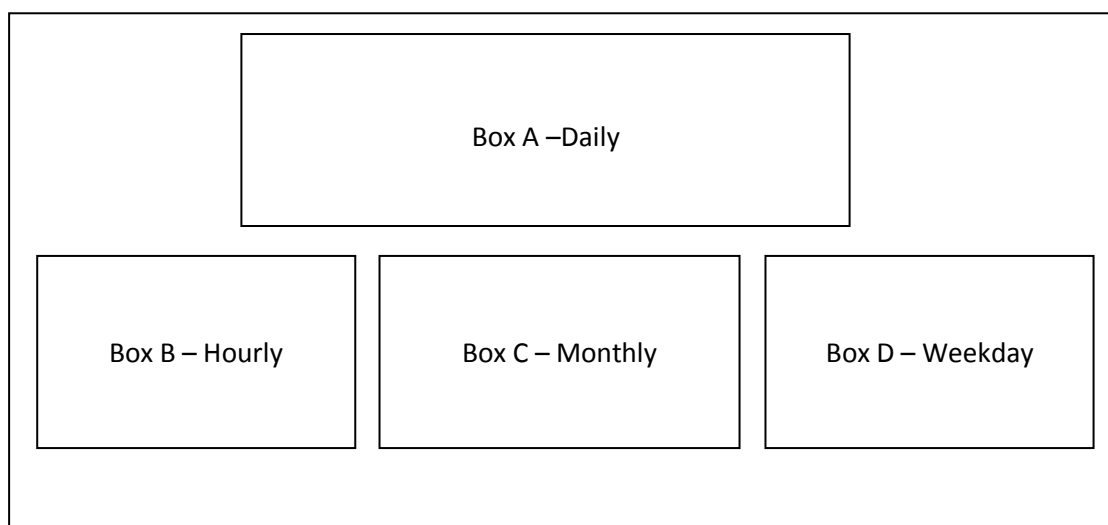 Box A –Daily
Box B – Hourly
Box C – Monthly
Box D – Weekday